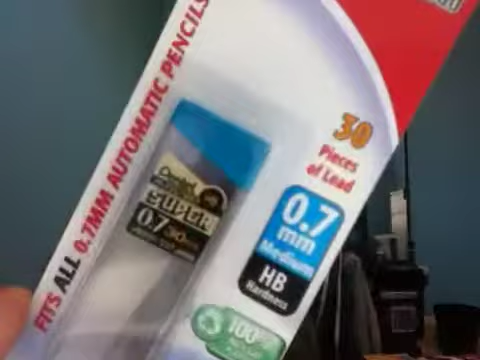 FITS ALL 0.7MM AUTOMATIC PENCILS
30
Pieces
of Lead
Pentel
SUPER
0.7
0.7
mm
Medium
HB
Hardness
100